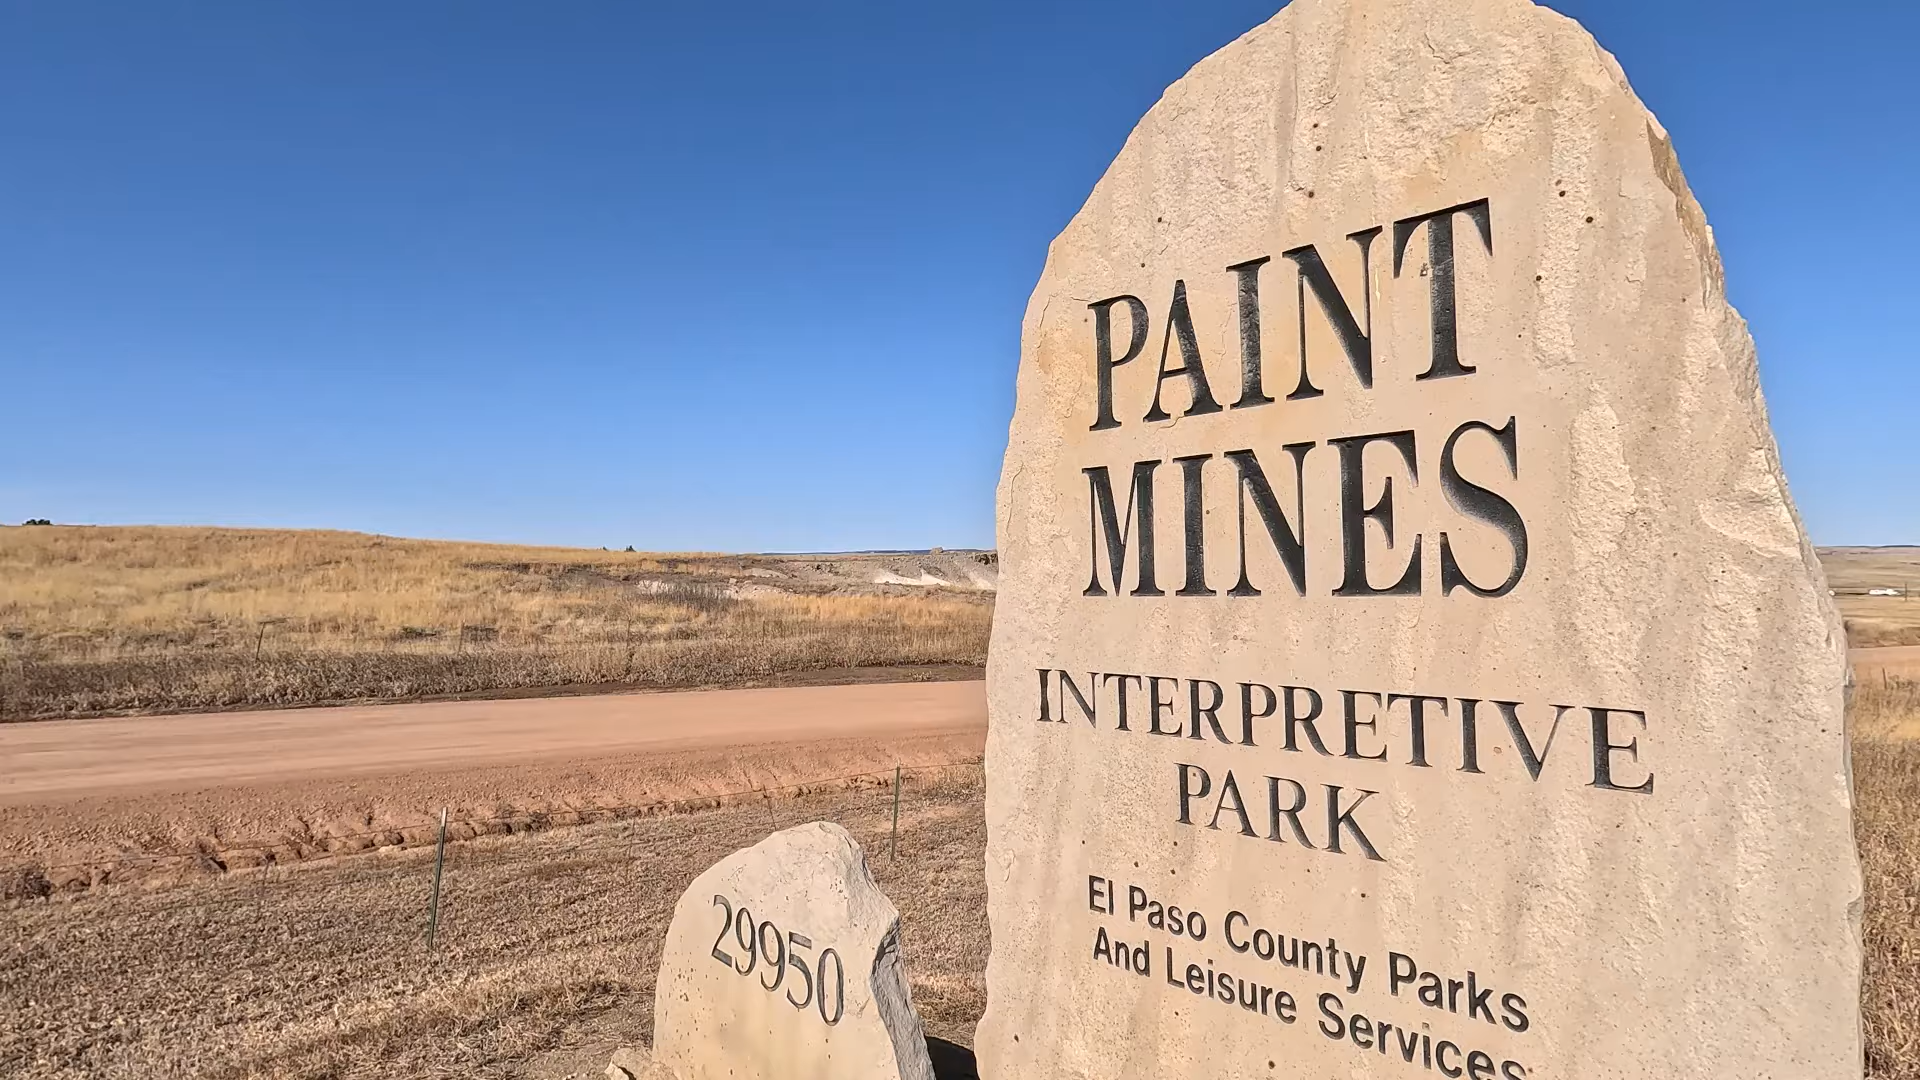 PAINT
MINES
INTERPRETIVE
PARK
El Paso County Parks
And Leisure Services
29950